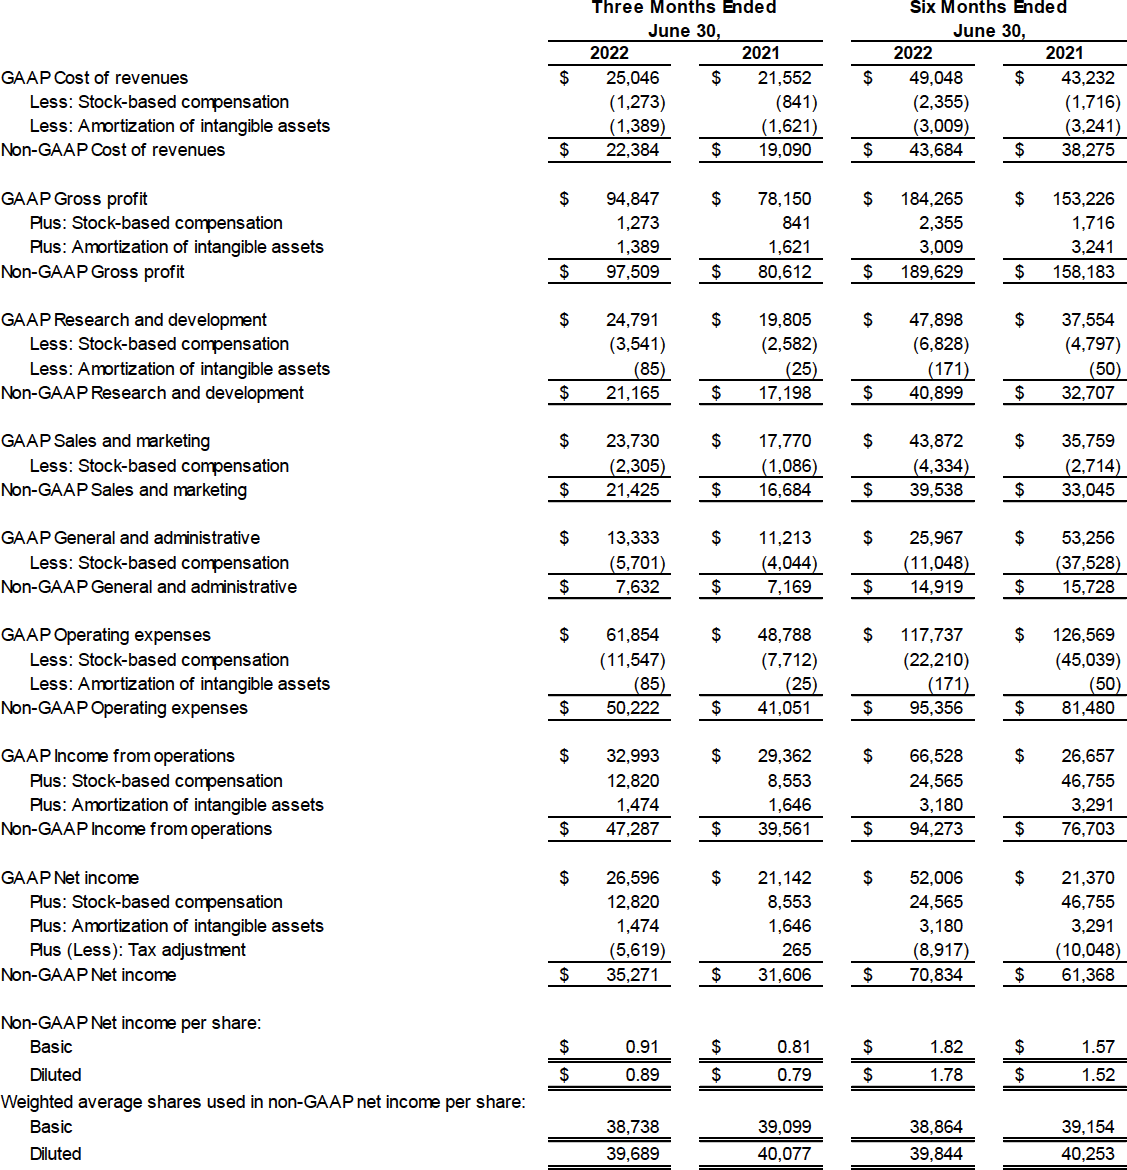 Three Months Ended Six Months Ended
June 30, June 30,
2022 2021 2022 2021
GAAP Cost of revenues $ 25,046 $ 21,552 $ 49,048 $ 43,232
Less: Stock-based compensation (1,273) (841) (2,355) (1,716)
Less: Amortization of intangible assets (1,389) (1,621) (3,009) (3,241)
Non-GAAP Cost of revenues $ 22,384 $ 19,090 $ 43,684 $ 38,275
GAAP Gross profit $ 94,847 $ 78,150 $ 184,265 $ 153,226
Plus: Stock-based compensation 1,273 841 2,355 1,716
Plus: Amortization of intangible assets 1,389 1,621 3,009 3,241
Non-GAAP Gross profit $ 97,509 $ 80,612 $ 189,629 $ 158,183
GAAP Research and development $ 24,791 $ 19,805 $ 47,898 $ 37,554
Less: Stock-based compensation (3,541) (2,582) (6,828) (4,797)
Less: Amortization of intangible assets (85) (25) (171) (50)
Non-GAAP Research and development $ 21,165 $ 17,198 $ 40,899 $ 32,707
GAAP Sales and marketing $ 23,730 $ 17,770 $ 43,872 $ 35,759
Less: Stock-based compensation (2,305) (1,086) (4,334) (2,714)
Non-GAAP Sales and marketing $ 21,425 $ 16,684 $ 39,538 $ 33,045
GAAP General and administrative $ 13,333 $ 11,213 $ 25,967 $ 53,256
Less: Stock-based compensation (5,701) (4,044) (11,048) (37,528)
Non-GAAP General and administrative $ 7,632 $ 7,169 $ 14,919 $ 15,728
GAAP Operating expenses $ 61,854 $ 48,788 $ 117,737 $ 126,569
Less: Stock-based compensation (11,547) (7,712) (22,210) (45,039)
Less: Amortization of intangible assets (85) (25) (171) (50)
Non-GAAP Operating expenses $ 50,222 $ 41,051 $ 95,356 $ 81,480
GAAP Income from operations $ 32,993 $ 29,362 $ 66,528 $ 26,657
Plus: Stock-based compensation 12,820 8,553 24,565 46,755
Plus: Amortization of intangible assets 1,474 1,646 3,180 3,291
Non-GAAP Income from operations $ 47,287 $ 39,561 $ 94,273 $ 76,703
GAAP Net income $ 26,596 $ 21,142 $ 52,006 $ 21,370
Plus: Stock-based compensation 12,820 8,553 24,565 46,755
Plus: Amortization of intangible assets 1,474 1,646 3,180 3,291
Plus (Less): Tax adjustment (5,619) 265 (8,917) (10,048)
Non-GAAP Net income $ 35,271 $ 31,606 $ 70,834 $ 61,368
Non-GAAP Net income per share:
Basic $ 0.91 $ 0.81 $ 1.82 $ 1.57
Diluted $ 0.89 $ 0.79 $ 1.78 $ 1.52
Weighted average shares used in non-GAAP net income per share:
Basic 38,738 39,099 38,864 39,154
Diluted 39,689 40,077 39,844 40,253